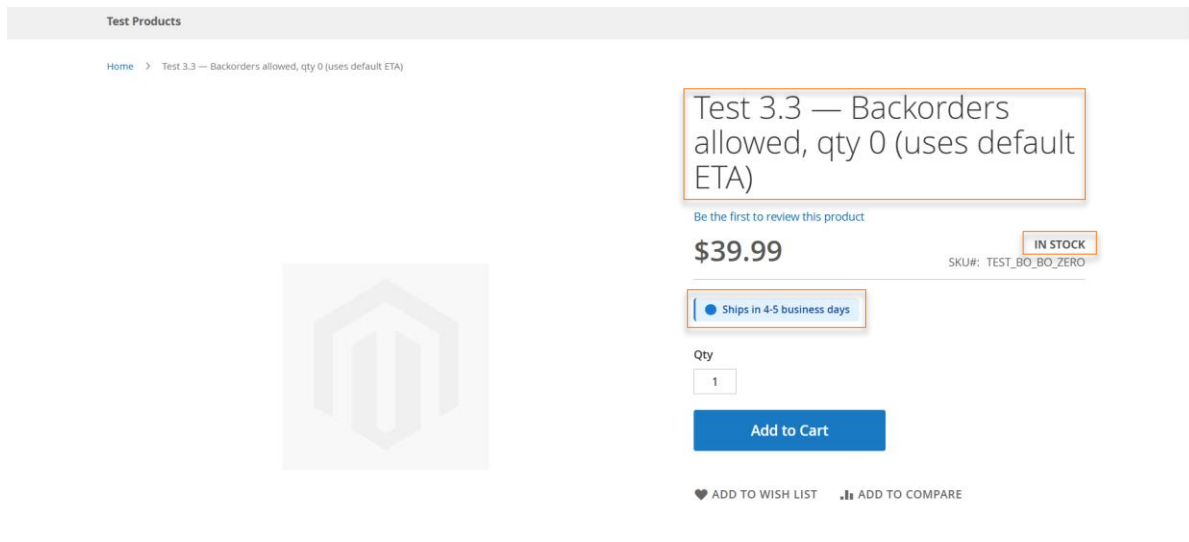 Test Products
Home > Test 3.3 — Backorders allowed, qty 0 (uses default ETA)
Test 3.3 — Backorders
allowed, qty 0 (uses default
ETA)
Be the first to review this product
$39.99
IN STOCK
SKU#: TEST_BO_BO_ZERO
Ships in 4-5 business days
Qty
1
Add to Cart
ADD TO WISH LIST ADD TO COMPARE